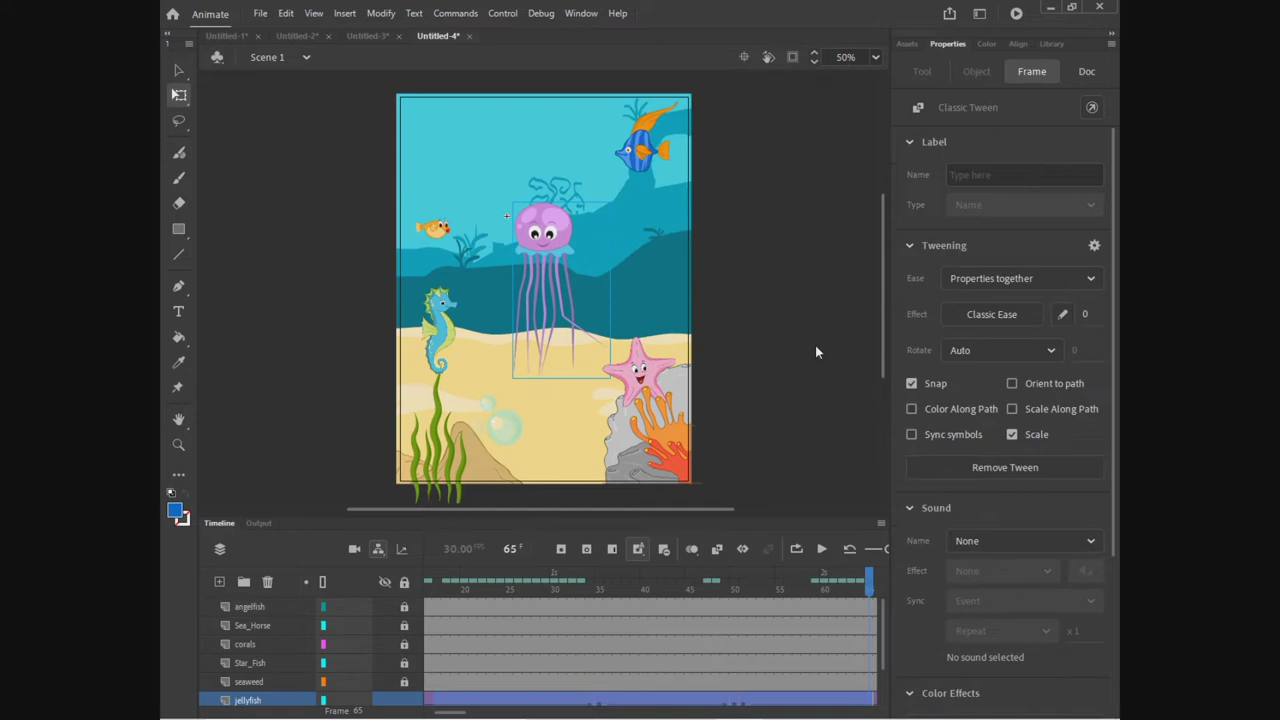 Animate File Edit View Insert Modify Text Commands Control Debug Window Help
Untitled-1* × Untitled-2* × Untitled-3* × Untitled-4* ×
Assets Properties Color Align Library
Scene 1 50%
Tool Object Frame Doc
Classic Tween
Label
Name Type here
Type Name
Tweening
Ease Properties together
Effect Classic Ease 0
Rotate Auto 0
Snap Orient to path
Color Along Path Scale Along Path
Sync symbols Scale
Remove Tween
Sound
Name None
Effect None
Sync Event
Repeat x 1
No sound selected
Color Effects
Timeline Output
30.00 FPS 65 F
1s 2s
20 25 30 35 40 45 50 55 60
angelfish
Sea_Horse
corals
Star_Fish
seaweed
jellyfish
Frame 65